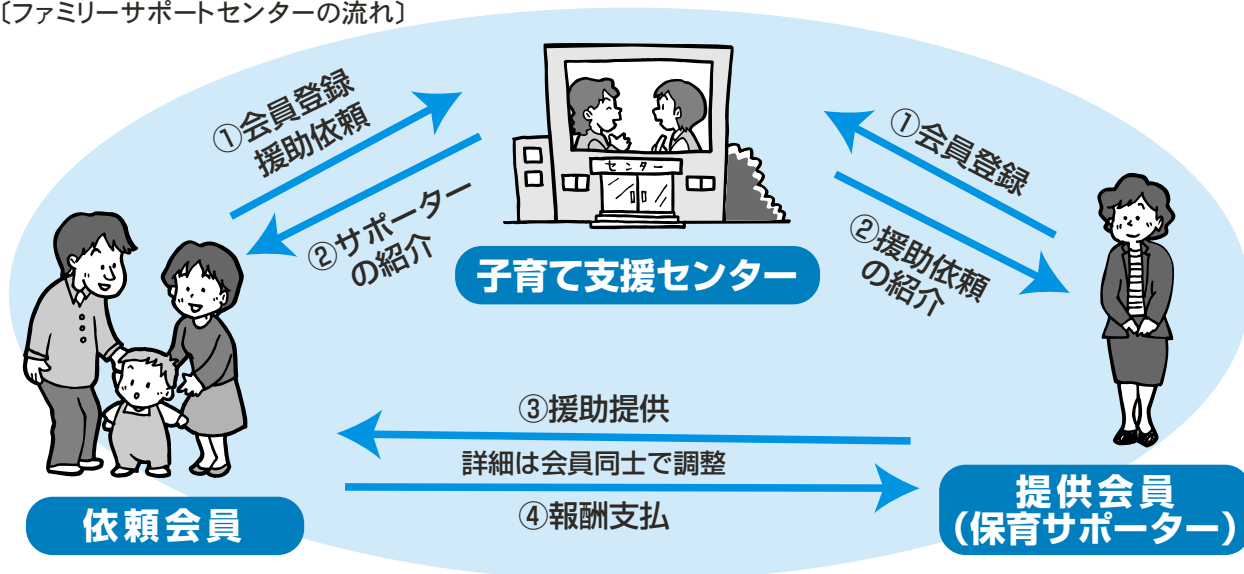 〔ファミリーサポートセンターの流れ〕
①会員登録
援助依頼
②サポーター
の紹介
センター
子育て支援センター
①会員登録
②援助依頼
の紹介
③援助提供
詳細は会員同士で調整
④報酬支払
依頼会員
提供会員
(保育サポーター)